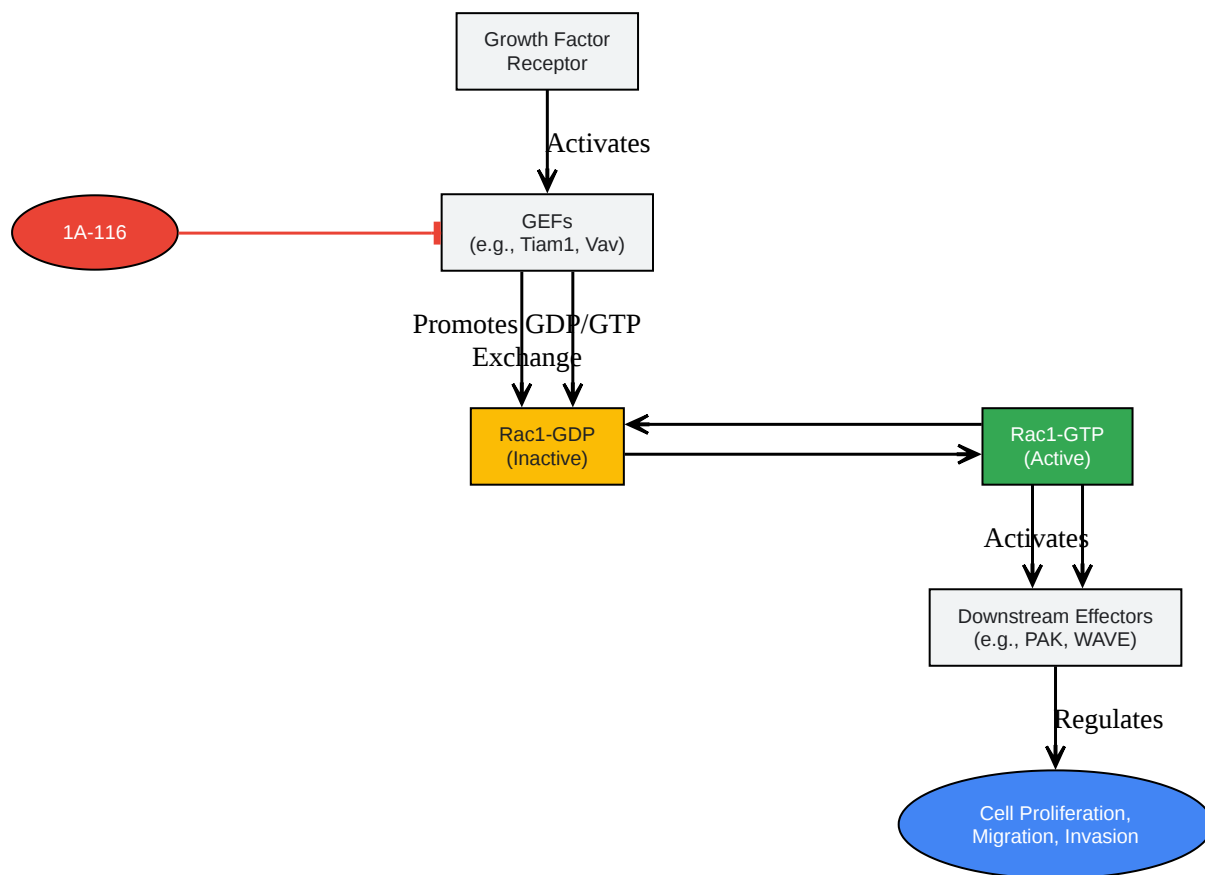 Growth Factor
Receptor
Activates
1A-116
GEFs
(e.g., Tiam1, Vav)
Promotes GDP/GTP
Exchange
Rac1-GDP
(Inactive)
Rac1-GTP
(Active)
Activates
Downstream Effectors
(e.g., PAK, WAVE)
Regulates
Cell Proliferation,
Migration, Invasion